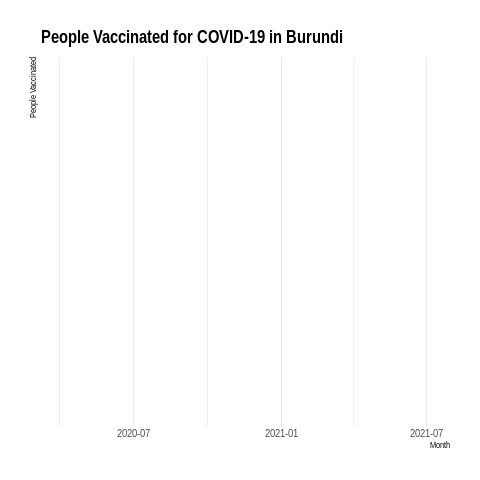 People Vaccinated for COVID-19 in Burundi
People Vaccinated
2020-07 2021-01 2021-07
Month